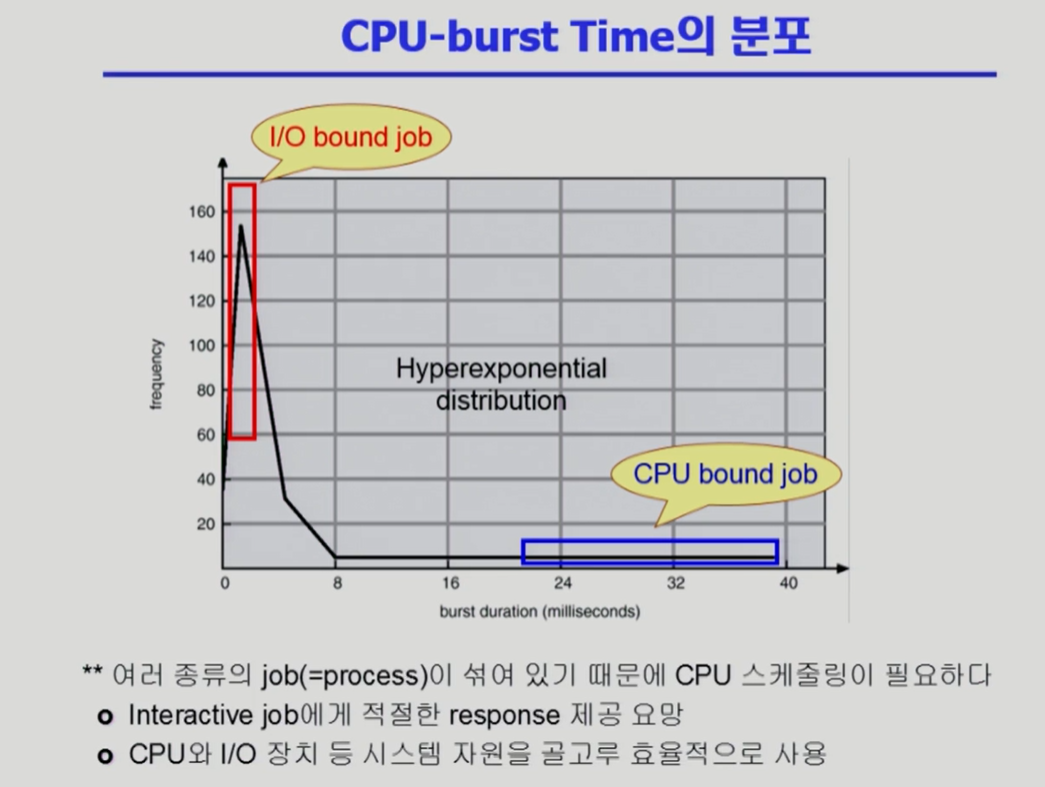 CPU-burst Time의 분포
I/O bound job
160
140
120
100
80
60
40
20
frequency
Hyperexponential
distribution
CPU bound job
0 8 16 24 32 40
burst duration (milliseconds)
** 여러 종류의 job(=process)이 섞여 있기 때문에 CPU 스케줄링이 필요하다
o Interactive job에게 적절한 response 제공 요망
o CPU와 I/O 장치 등 시스템 자원을 골고루 효율적으로 사용